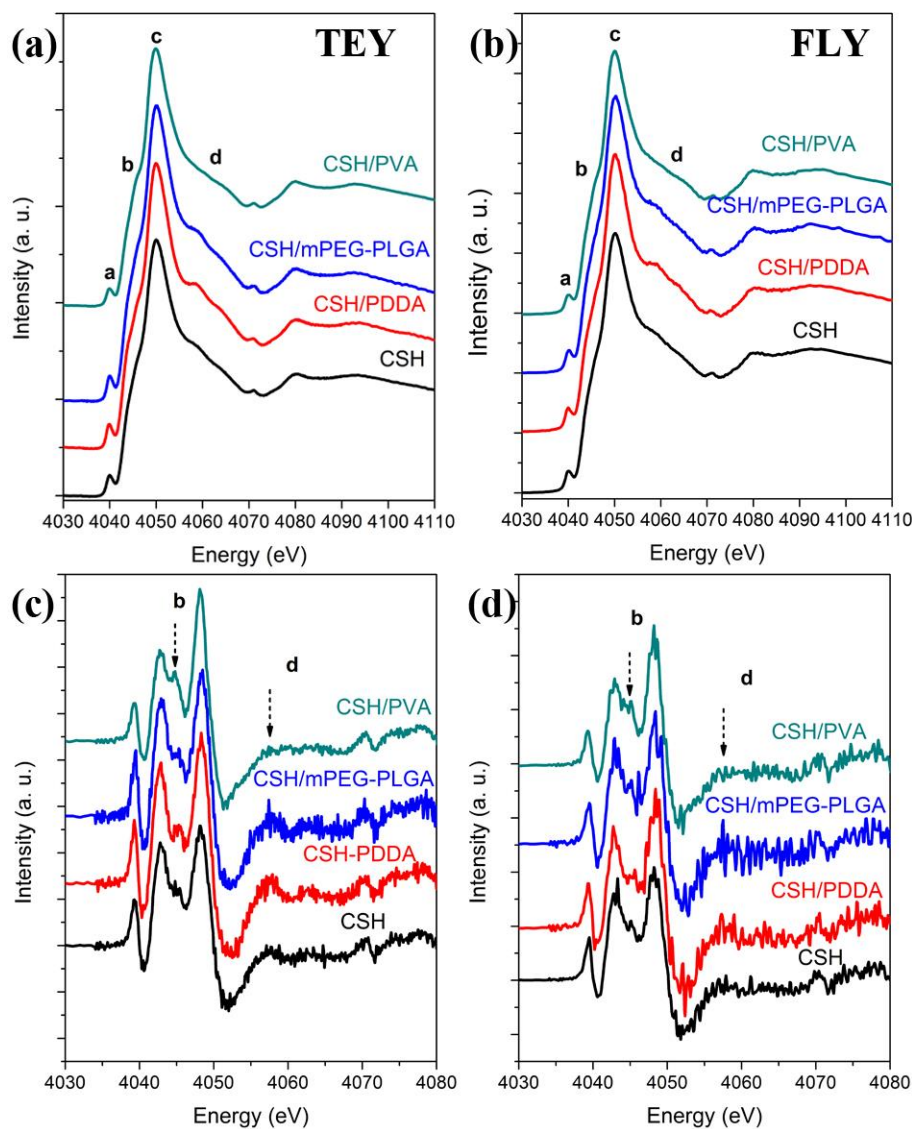 (a)
TEY
c
b
d
a
CSH/PVA
CSH/mPEG-PLGA
CSH/PDDA
CSH
Intensity (a. u.)
4030 4040 4050 4060 4070 4080 4090 4100 4110
Energy (eV)
(b)
FLY
c
b
d
a
CSH/PVA
CSH/mPEG-PLGA
CSH/PDDA
CSH
Intensity (a. u.)
4030 4040 4050 4060 4070 4080 4090 4100 4110
Energy (eV)
(c)
b
d
CSH/PVA
CSH/mPEG-PLGA
CSH-PDDA
CSH
Intensity (a. u.)
4030 4040 4050 4060 4070 4080
Energy (eV)
(d)
b
d
CSH/PVA
CSH/mPEG-PLGA
CSH/PDDA
CSH
Intensity (a. u.)
4030 4040 4050 4060 4070 4080
Energy (eV)